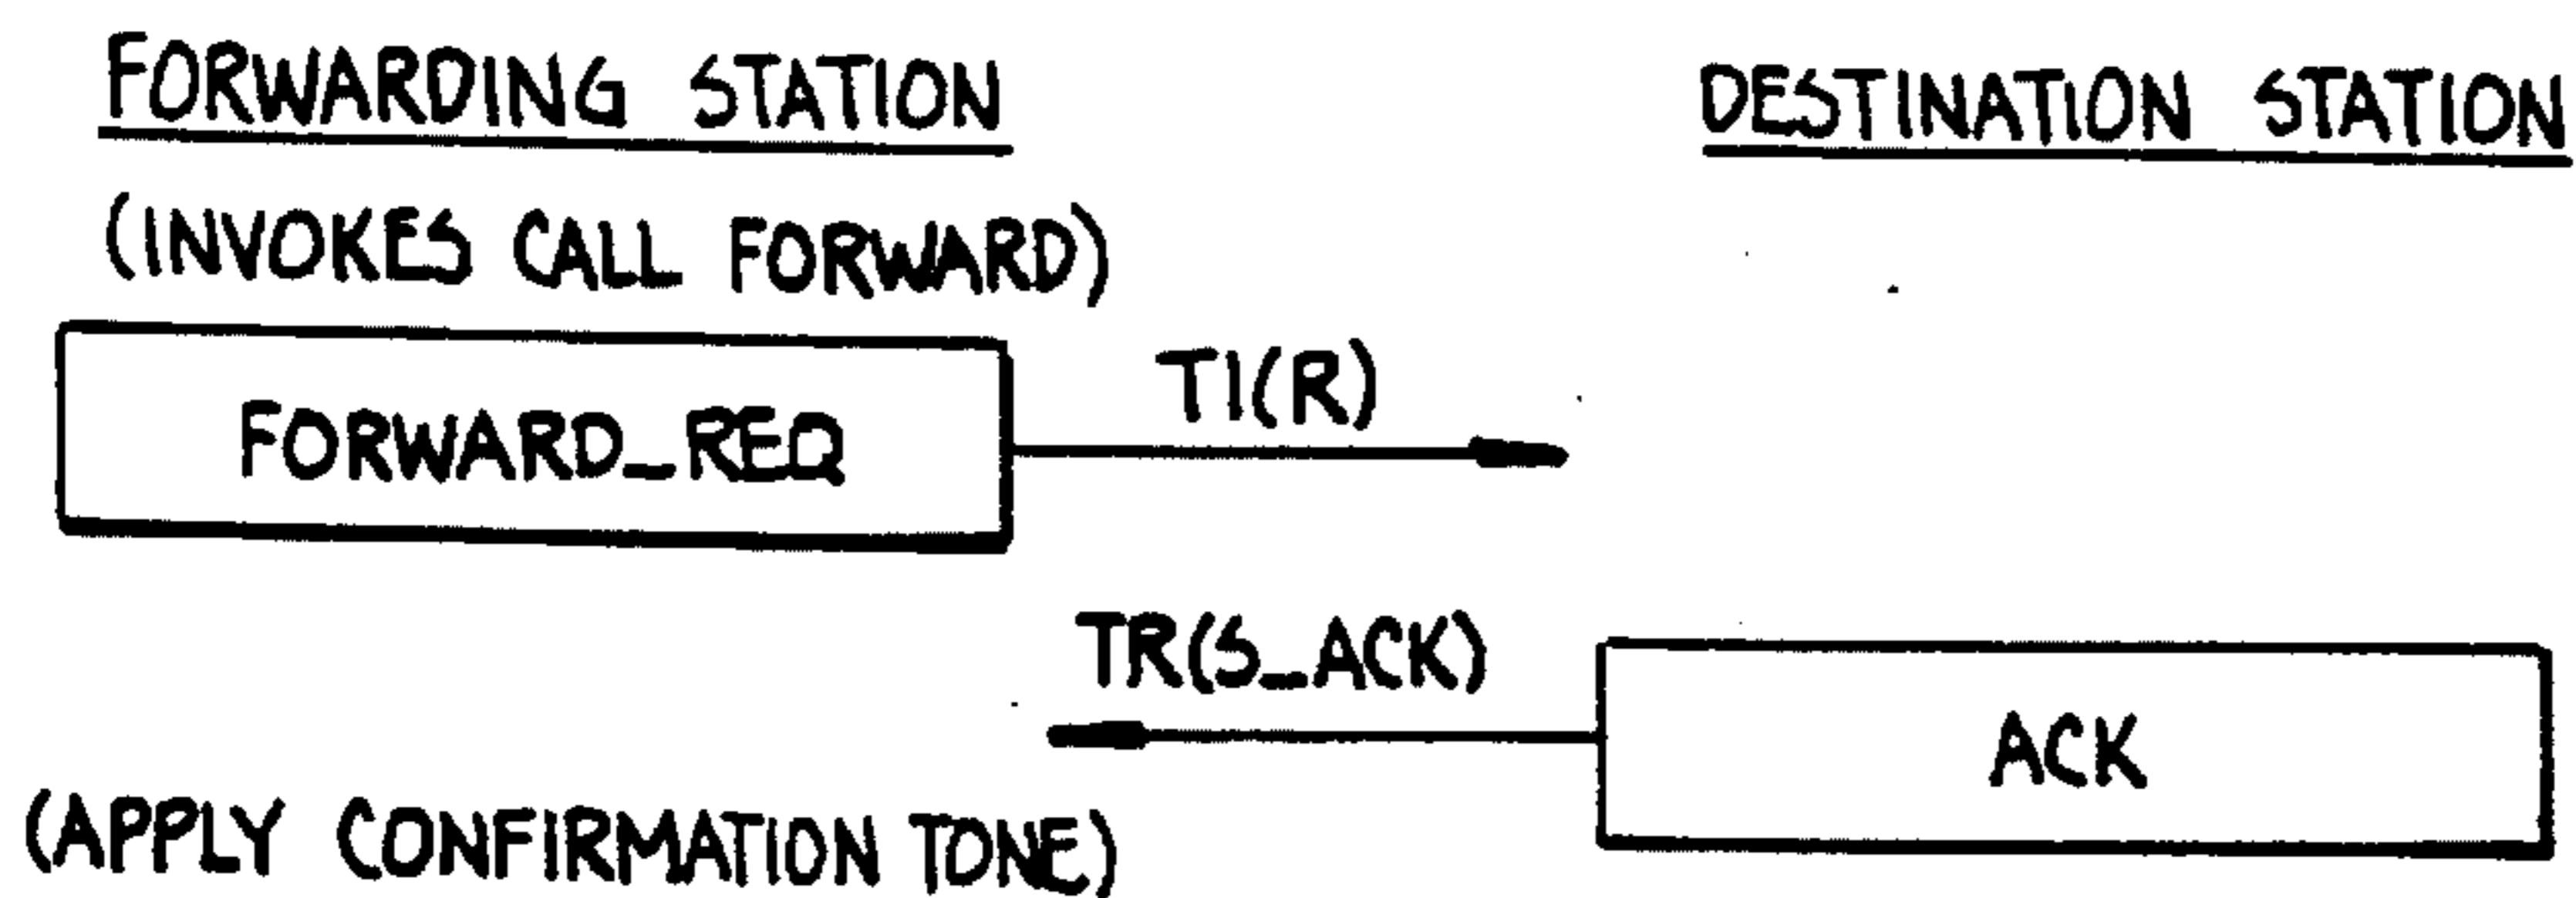 FORWARDING STATION
DESTINATION STATION
(INVOKES CALL FORWARD)
FORWARD_REQ
TI(R)
TR(S_ACK)
ACK
(APPLY CONFIRMATION TONE)